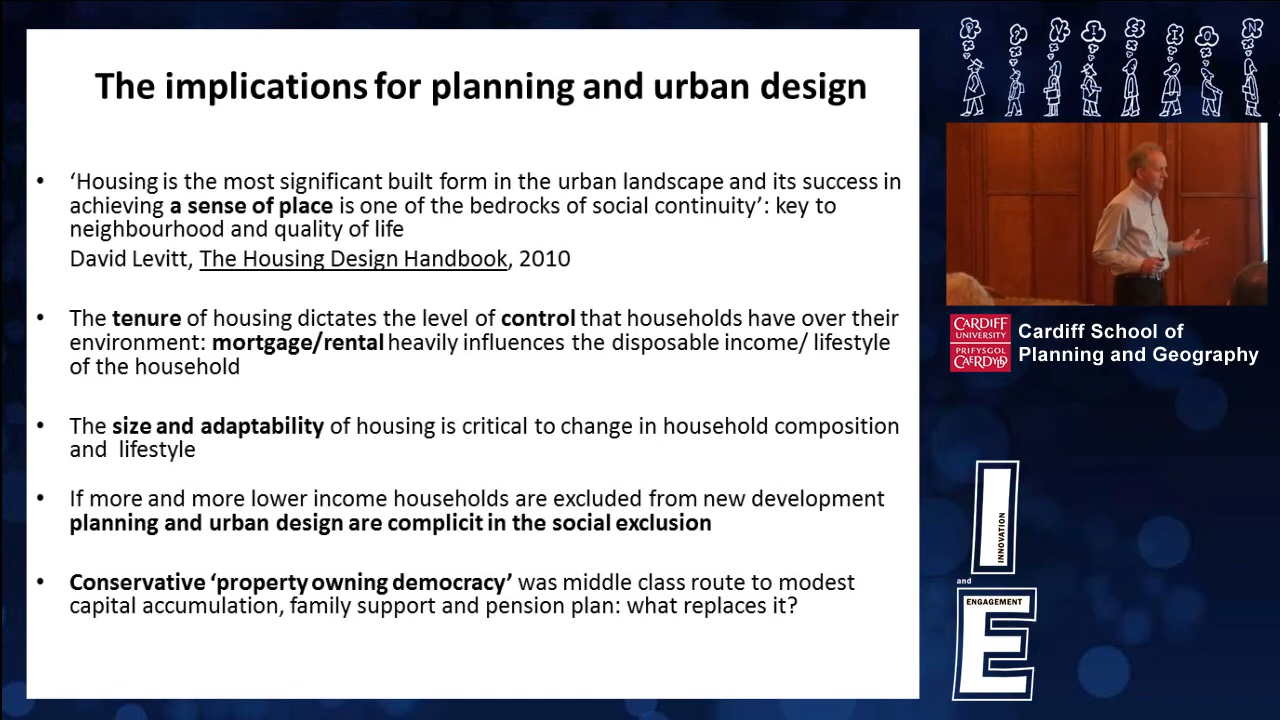 The implications for planning and urban design
• ‘Housing is the most significant built form in the urban landscape and its success in
achieving a sense of place is one of the bedrocks of social continuity’: key to
neighbourhood and quality of life
David Levitt, The Housing Design Handbook, 2010
• The tenure of housing dictates the level of control that households have over their
environment: mortgage/rental heavily influences the disposable income/ lifestyle
of the household
• The size and adaptability of housing is critical to change in household composition
and lifestyle
• If more and more lower income households are excluded from new development
planning and urban design are complicit in the social exclusion
• Conservative ‘property owning democracy’ was middle class route to modest
capital accumulation, family support and pension plan: what replaces it?
? ? V I S I O N
CARDIFF
UNIVERSITY
PRIFYSGOL
CAERDYDD
Cardiff School of
Planning and Geography
I
INNOVATION
and
ENGAGEMENT
E